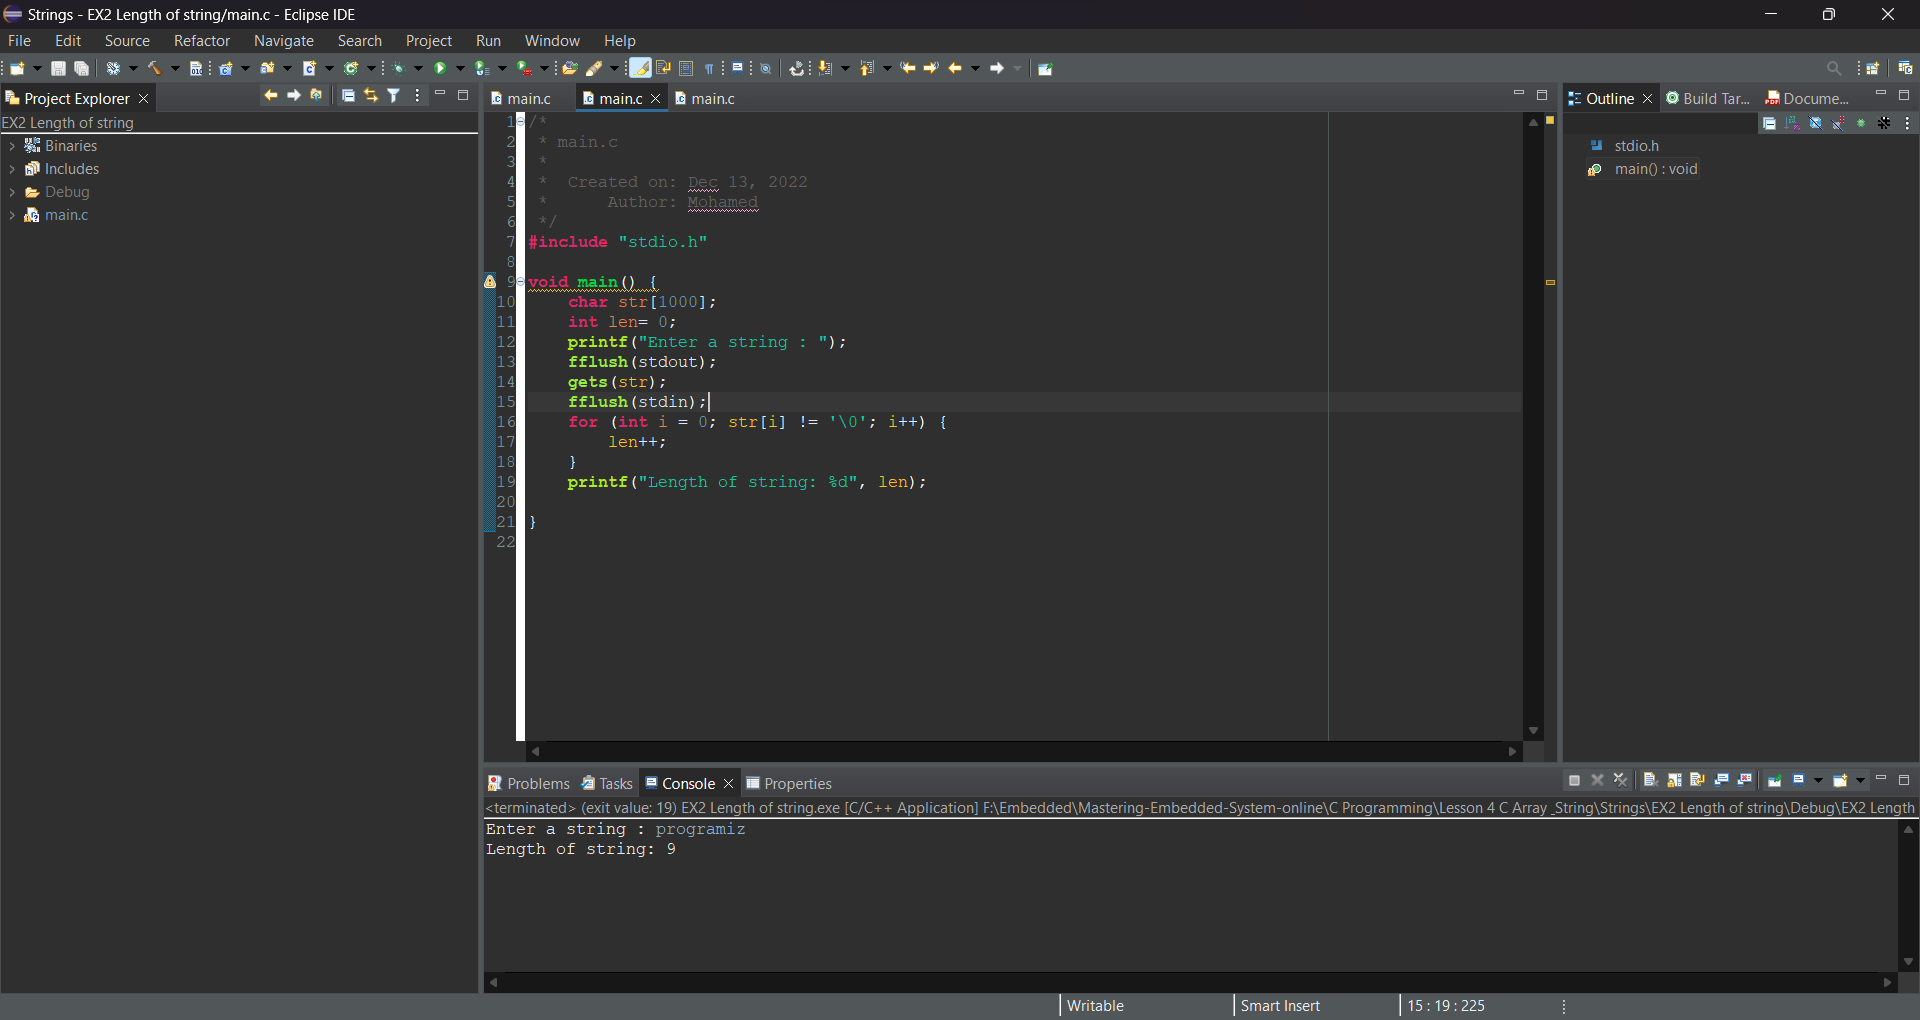 Strings - EX2 Length of string/main.c - Eclipse IDE
File Edit Source Refactor Navigate Search Project Run Window Help
Project Explorer
EX2 Length of string
Binaries
Includes
Debug
main.c
main.c main.c main.c
1 /*
2 * main.c
3 *
4 * Created on: Dec 13, 2022
5 * Author: Mohamed
6 */
7 #include "stdio.h"
8
9 void main() {
10 char str[1000];
11 int len= 0;
12 printf("Enter a string : ");
13 fflush(stdout);
14 gets(str);
15 fflush(stdin);
16 for (int i = 0; str[i] != '\0'; i++) {
17 len++;
18 }
19 printf("Length of string: %d", len);
20
21 }
22
Outline Build Tar... Docume...
stdio.h
main() : void
Problems Tasks Console Properties
<terminated> (exit value: 19) EX2 Length of string.exe [C/C++ Application] F:\Embedded\Mastering-Embedded-System-online\C Programming\Lesson 4 C Array_String\Strings\EX2 Length of string\Debug\EX2 Length
Enter a string : programiz
Length of string: 9
Writable Smart Insert 15 : 19 : 225